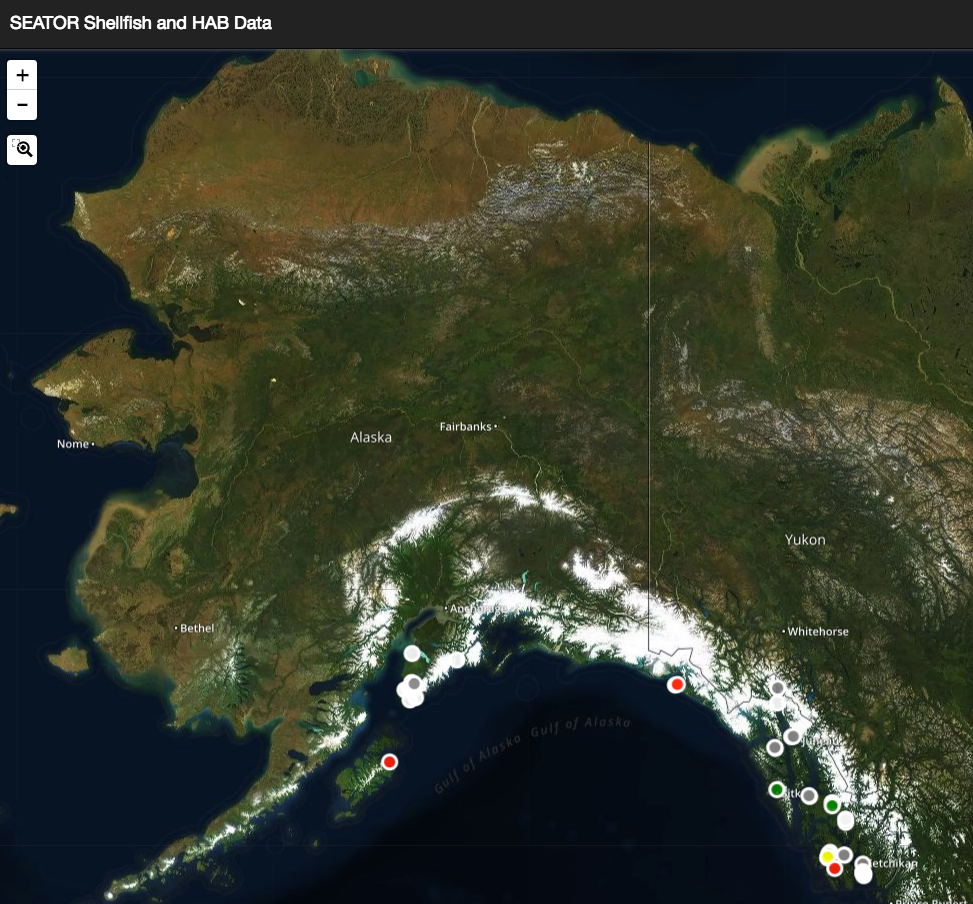 SEATOR Shellfish and HAB Data
+
−
Fairbanks
Alaska
Nome
Yukon
Bethel
Whitehorse
Gulf of Alaska Gulf of Alaska